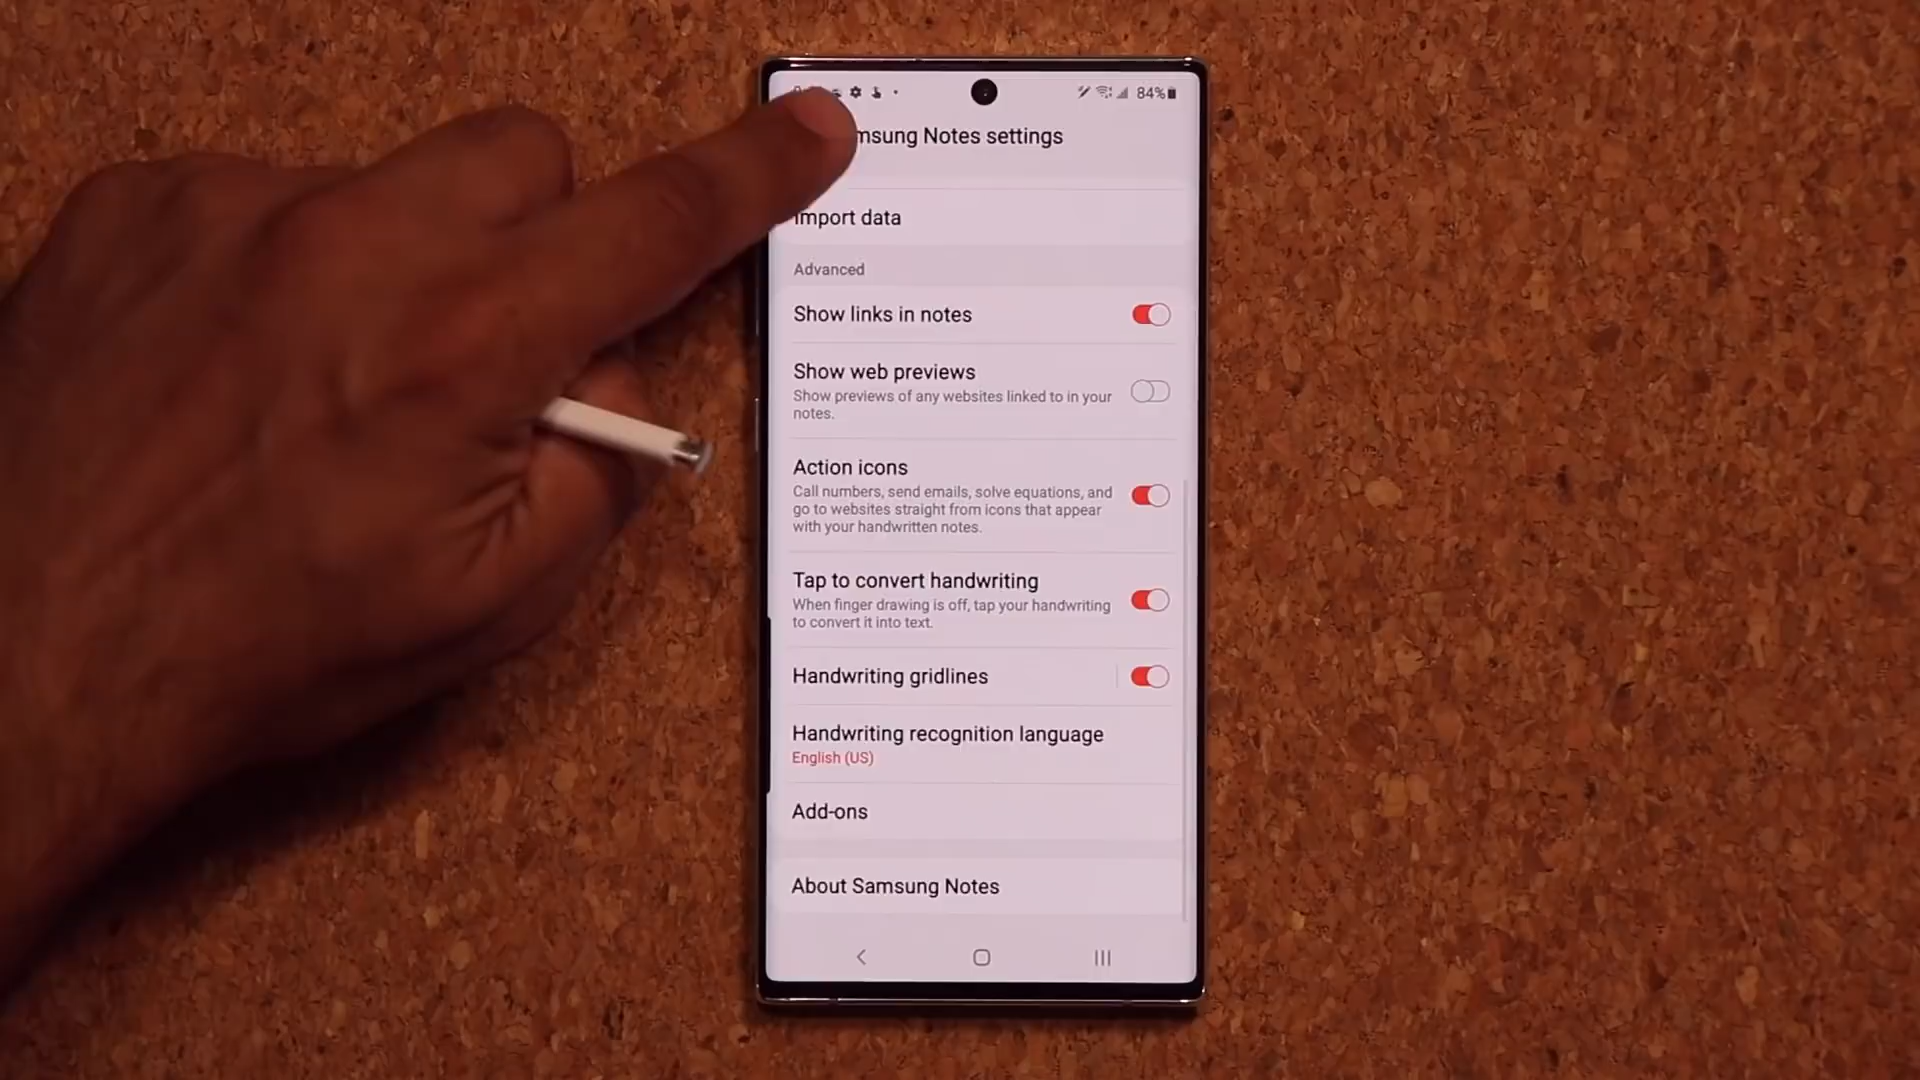 84%
msung Notes settings
Import data
Advanced
Show links in notes
Show web previews
Show previews of any websites linked to in your
notes.
Action icons
Call numbers, send emails, solve equations, and
go to websites straight from icons that appear
with your handwritten notes.
Tap to convert handwriting
When finger drawing is off, tap your handwriting
to convert it into text.
Handwriting gridlines
Handwriting recognition language
English (US)
Add-ons
About Samsung Notes